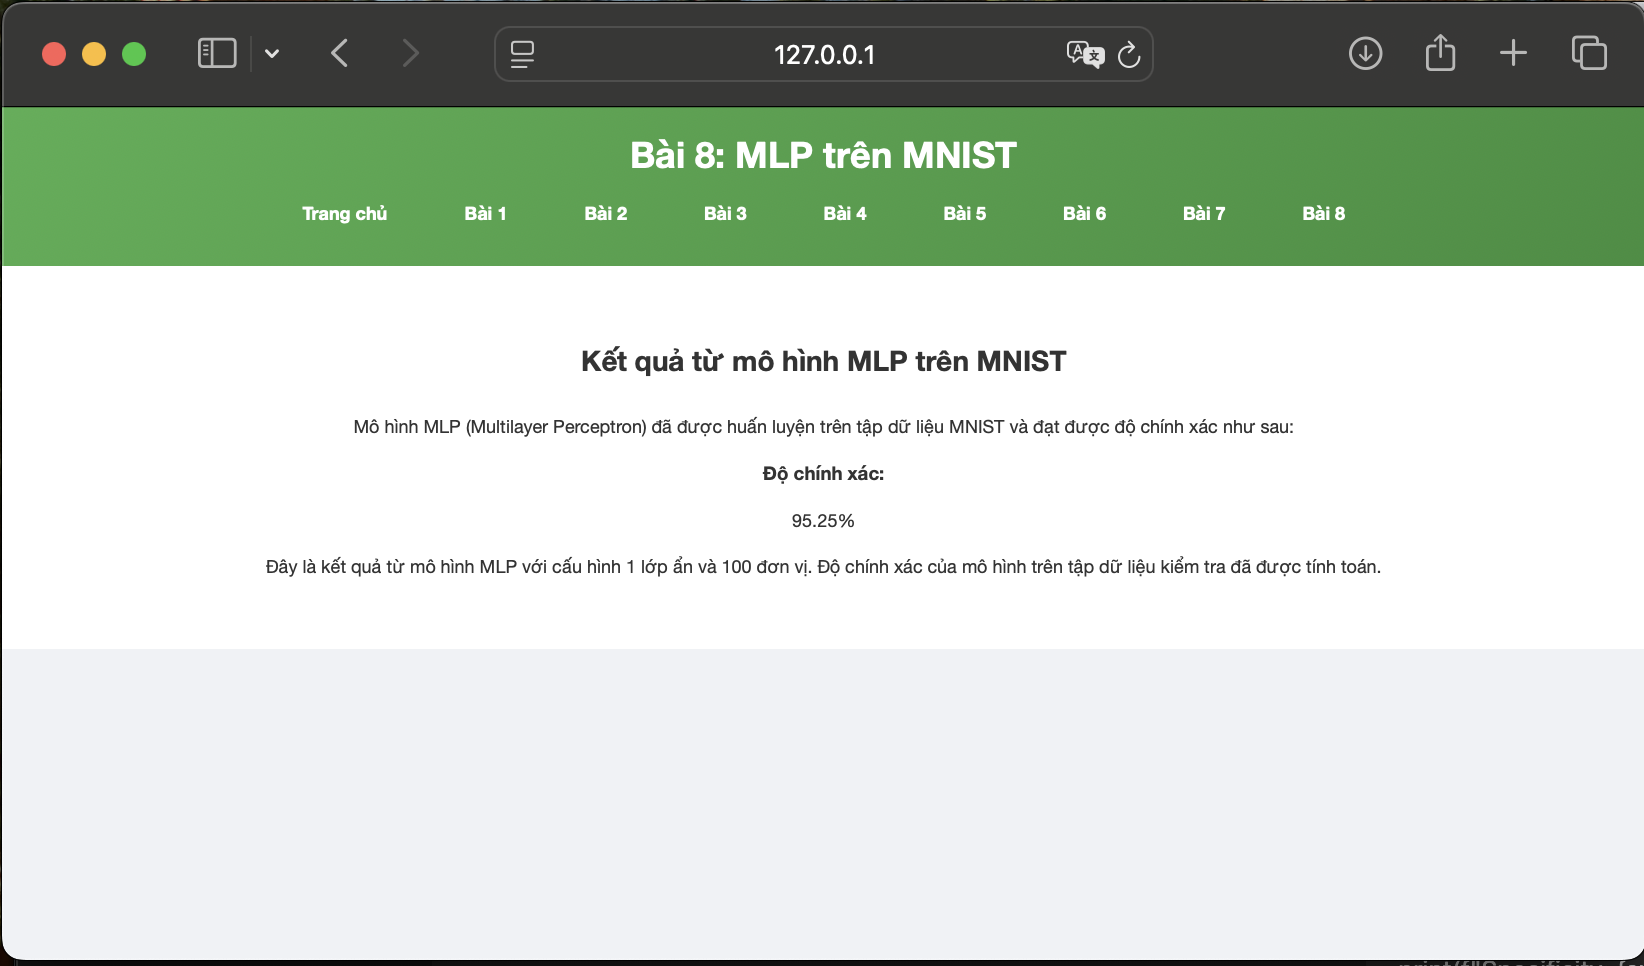 127.0.0.1
Bài 8: MLP trên MNIST
Trang chủ Bài 1 Bài 2 Bài 3 Bài 4 Bài 5 Bài 6 Bài 7 Bài 8
Kết quả từ mô hình MLP trên MNIST
Mô hình MLP (Multilayer Perceptron) đã được huấn luyện trên tập dữ liệu MNIST và đạt được độ chính xác như sau:
Độ chính xác:
95.25%
Đây là kết quả từ mô hình MLP với cấu hình 1 lớp ẩn và 100 đơn vị. Độ chính xác của mô hình trên tập dữ liệu kiểm tra đã được tính toán.